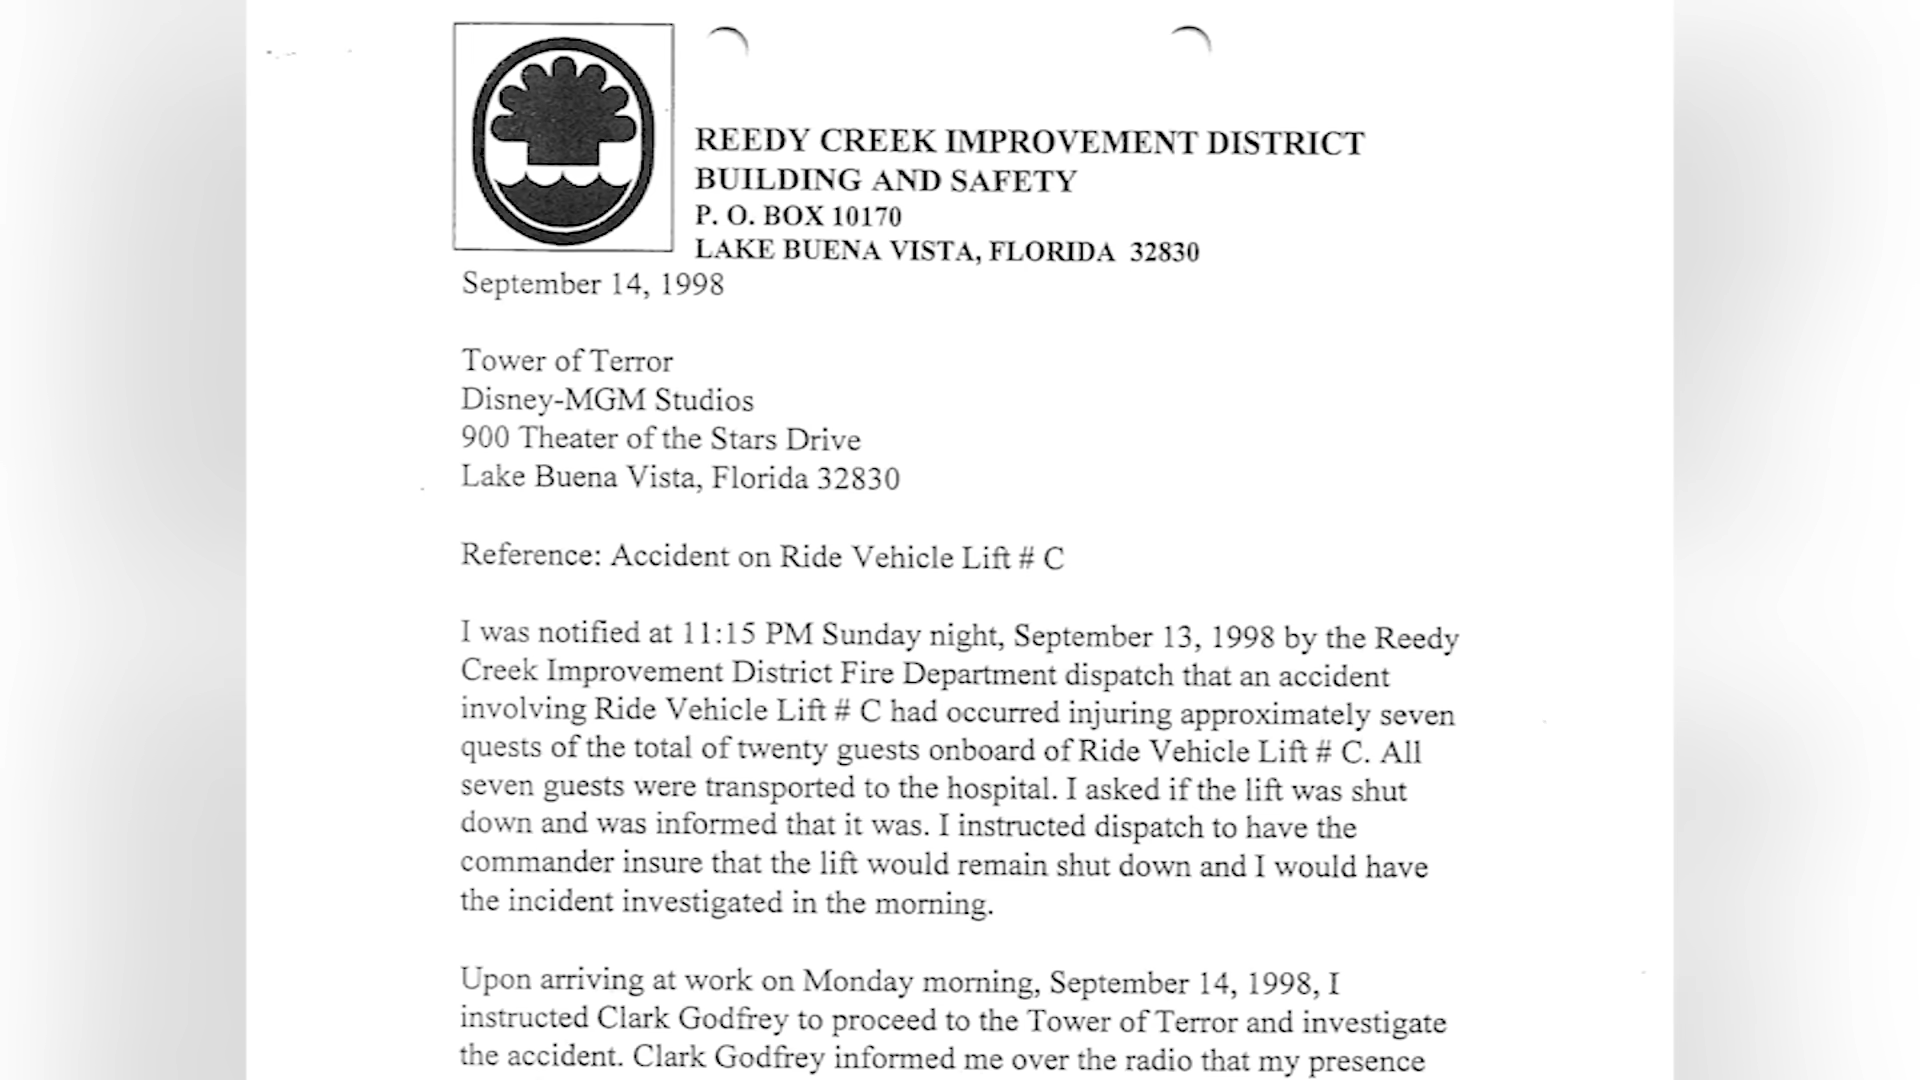 REEDY CREEK IMPROVEMENT DISTRICT
BUILDING AND SAFETY
P. O. BOX 10170
LAKE BUENA VISTA, FLORIDA 32830
September 14, 1998
Tower of Terror
Disney-MGM Studios
900 Theater of the Stars Drive
Lake Buena Vista, Florida 32830
Reference: Accident on Ride Vehicle Lift # C
I was notified at 11:15 PM Sunday night, September 13, 1998 by the Reedy
Creek Improvement District Fire Department dispatch that an accident
involving Ride Vehicle Lift # C had occurred injuring approximately seven
quests of the total of twenty guests onboard of Ride Vehicle Lift # C. All
seven guests were transported to the hospital. I asked if the lift was shut
down and was informed that it was. I instructed dispatch to have the
commander insure that the lift would remain shut down and I would have
the incident investigated in the morning.
Upon arriving at work on Monday morning, September 14, 1998, I
instructed Clark Godfrey to proceed to the Tower of Terror and investigate
the accident. Clark Godfrey informed me over the radio that my presence